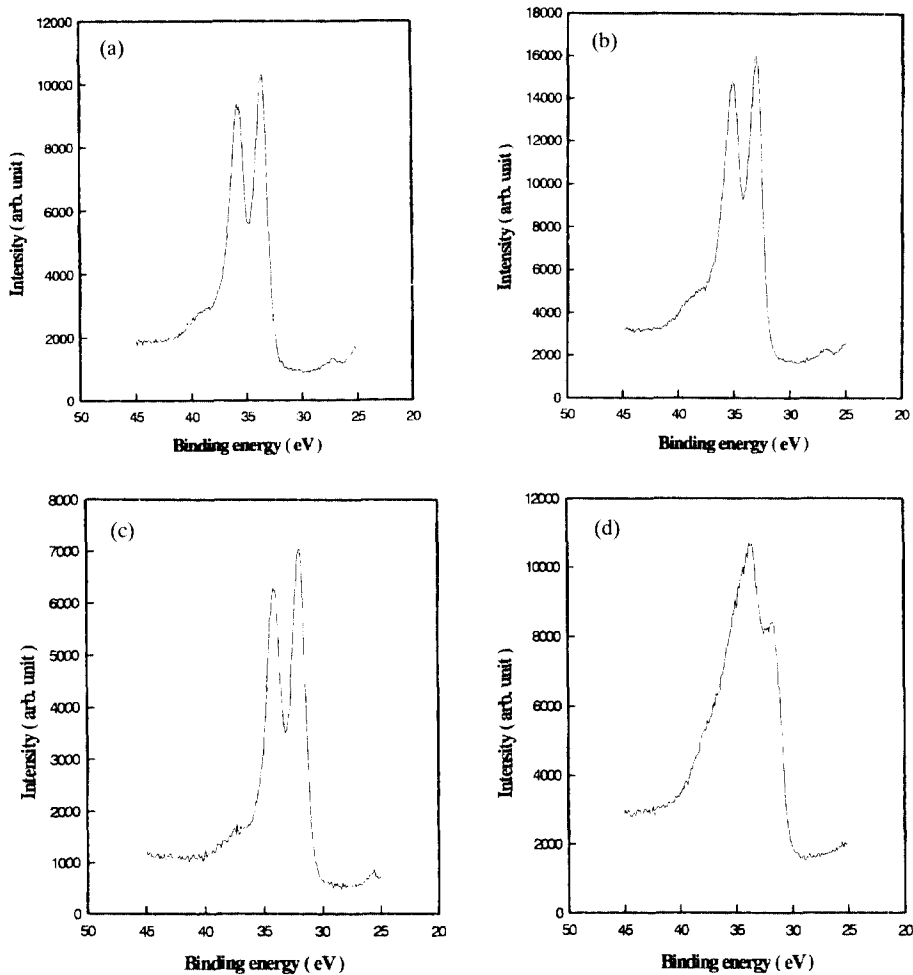 (a)
12000
10000
8000
6000
4000
2000
0
50 45 40 35 30 25 20
Intensity ( arb. unit )
Binding energy ( eV )
(b)
18000
16000
14000
12000
10000
8000
6000
4000
2000
0
50 45 40 35 30 25 20
Intensity ( arb. unit )
Binding energy ( eV )
(c)
8000
7000
6000
5000
4000
3000
2000
1000
0
50 45 40 35 30 25 20
Intensity ( arb. unit )
Binding energy ( eV )
(d)
12000
10000
8000
6000
4000
2000
0
50 45 40 35 30 25 20
Intensity ( arb. unit )
Binding energy ( eV )